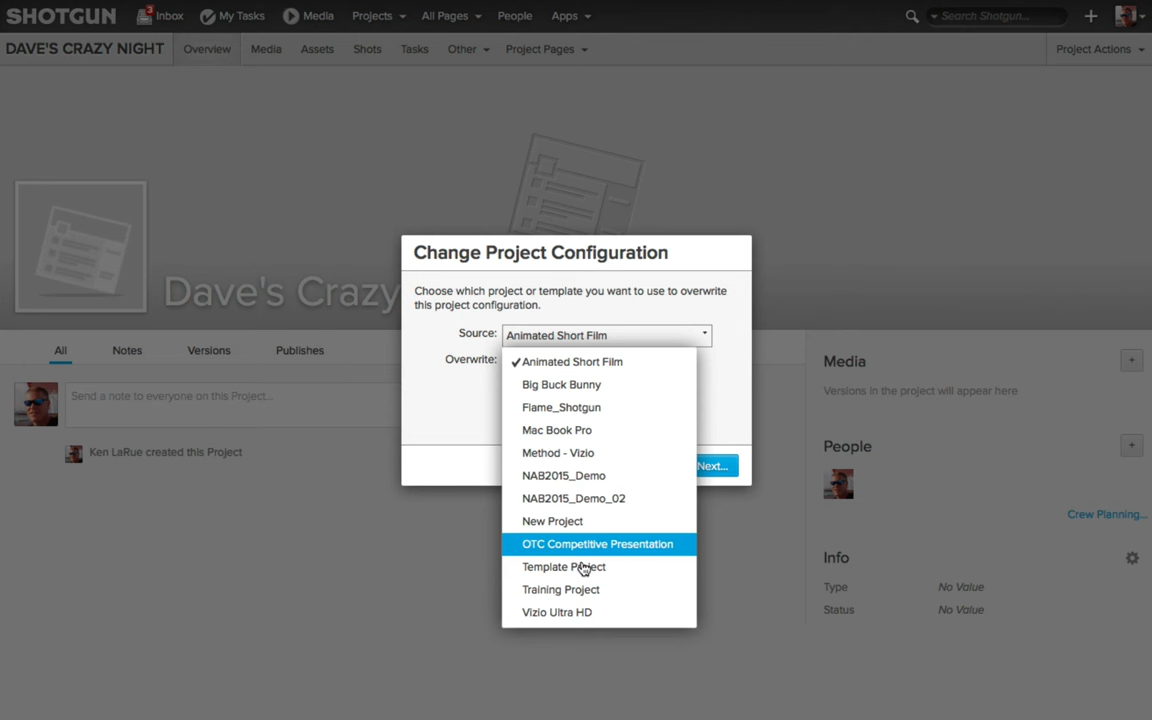 SHOTGUN 3 Inbox My Tasks Media Projects All Pages People Apps Search Shotgun...
DAVE'S CRAZY NIGHT Overview Media Assets Shots Tasks Other Project Pages Project Actions
Dave's Crazy
Change Project Configuration
Choose which project or template you want to use to overwrite
this project configuration.
Source: Animated Short Film
Overwrite:
Animated Short Film
Big Buck Bunny
Flame_Shotgun
Mac Book Pro
Method - Vizio
NAB2015_Demo
NAB2015_Demo_02
New Project
OTC Competitive Presentation
Template Project
Training Project
Vizio Ultra HD
Next...
All Notes Versions Publishes
Send a note to everyone on this Project...
Ken LaRue created this Project
Media +
Versions in the project will appear here
People +
Crew Planning...
Info
Type No Value
Status No Value